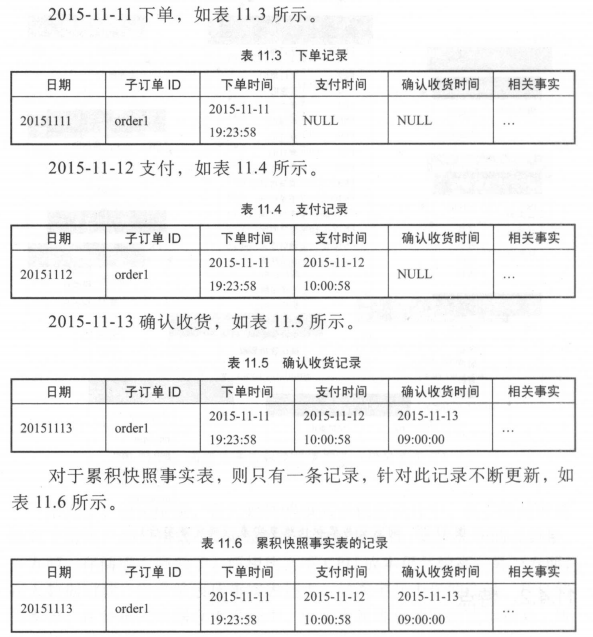 2015-11-11 下单，如表 11.3 所示。
表 11.3 下单记录
日期 子订单 ID 下单时间 支付时间 确认收货时间 相关事实
20151111 order1 2015-11-11 19:23:58 NULL NULL …
2015-11-12 支付，如表 11.4 所示。
表 11.4 支付记录
日期 子订单 ID 下单时间 支付时间 确认收货时间 相关事实
20151112 order1 2015-11-11 19:23:58 2015-11-12 10:00:58 NULL …
2015-11-13 确认收货，如表 11.5 所示。
表 11.5 确认收货记录
日期 子订单 ID 下单时间 支付时间 确认收货时间 相关事实
20151113 order1 2015-11-11 19:23:58 2015-11-12 10:00:58 2015-11-13 09:00:00 …
对于累积快照事实表，则只有一条记录，针对此记录不断更新，如
表 11.6 所示。
表 11.6 累积快照事实表的记录
日期 子订单 ID 下单时间 支付时间 确认收货时间 相关事实
20151113 order1 2015-11-11 19:23:58 2015-11-12 10:00:58 2015-11-13 09:00:00 …